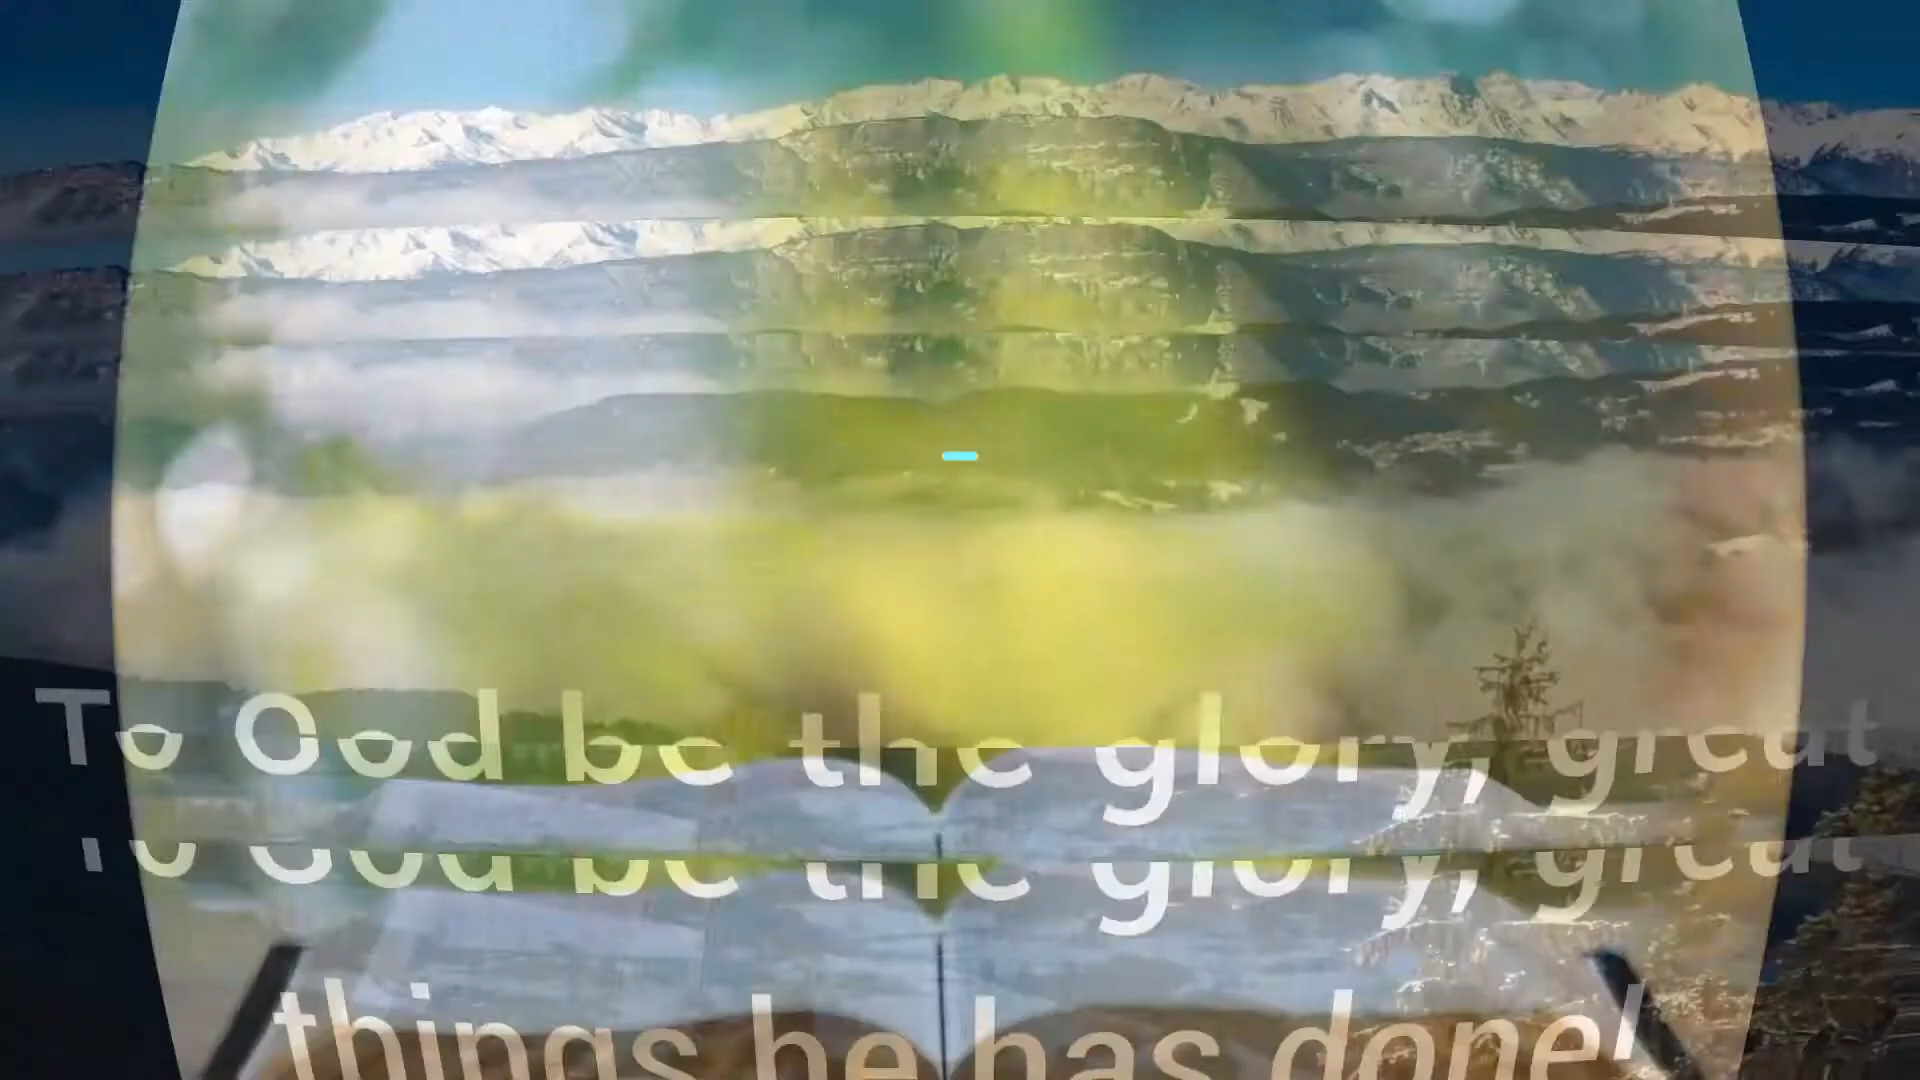 To God be the glory, great
To God be the glory, great
things he has done!